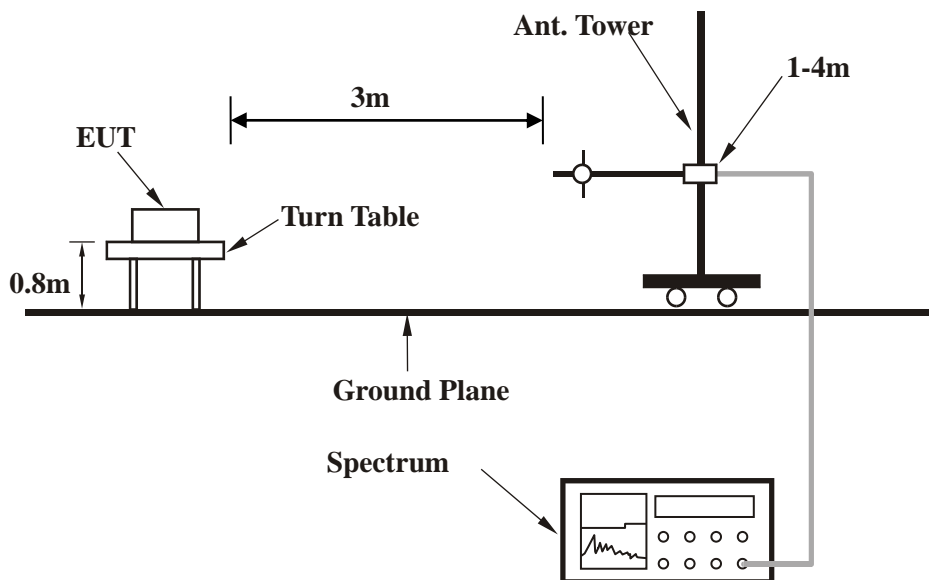 Ant. Tower
1-4m
3m
EUT
Turn Table
0.8m
Ground Plane
Spectrum